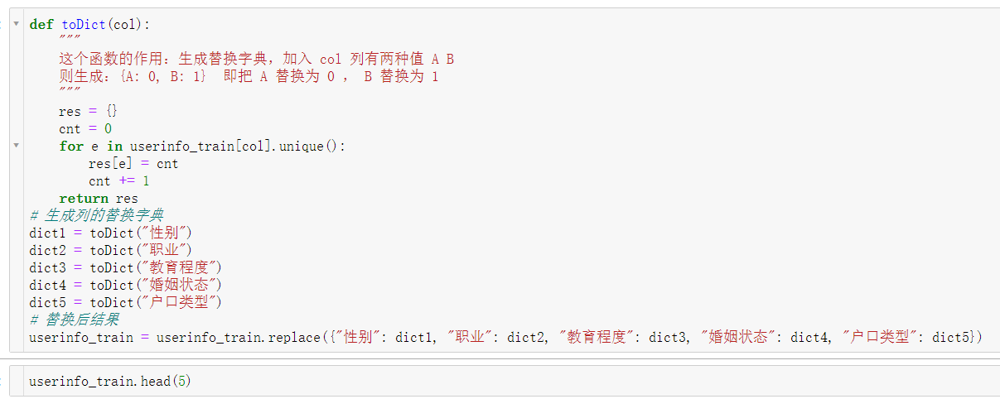 def toDict(col):
    """
    这个函数的作用: 生成替换字典, 加入 col 列有两种值 A B
    则生成: {A: 0, B: 1}  即把 A 替换为 0 ,  B 替换为 1
    """
    res = {}
    cnt = 0
    for e in userinfo_train[col].unique():
        res[e] = cnt
        cnt += 1
    return res
# 生成列的替换字典
dict1 = toDict("性别")
dict2 = toDict("职业")
dict3 = toDict("教育程度")
dict4 = toDict("婚姻状态")
dict5 = toDict("户口类型")
# 替换后结果
userinfo_train = userinfo_train.replace({"性别": dict1, "职业": dict2, "教育程度": dict3, "婚姻状态": dict4, "户口类型": dict5})
userinfo_train.head(5)